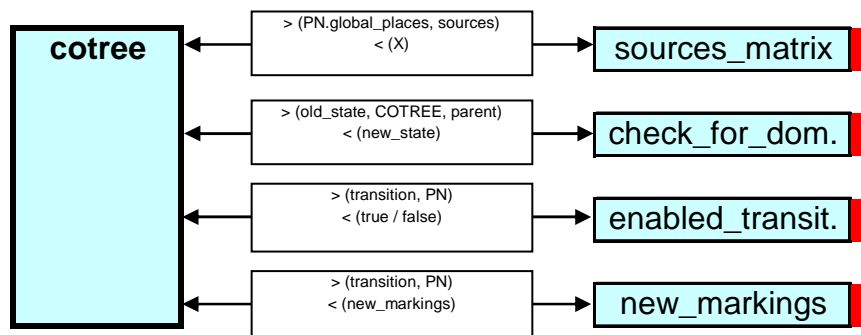 cotree
> (PN.global_places, sources)
< (X)
sources_matrix
> (old_state, COTREE, parent)
< (new_state)
check_for_dom.
> (transition, PN)
< (true / false)
enabled_transit.
> (transition, PN)
< (new_markings)
new_markings